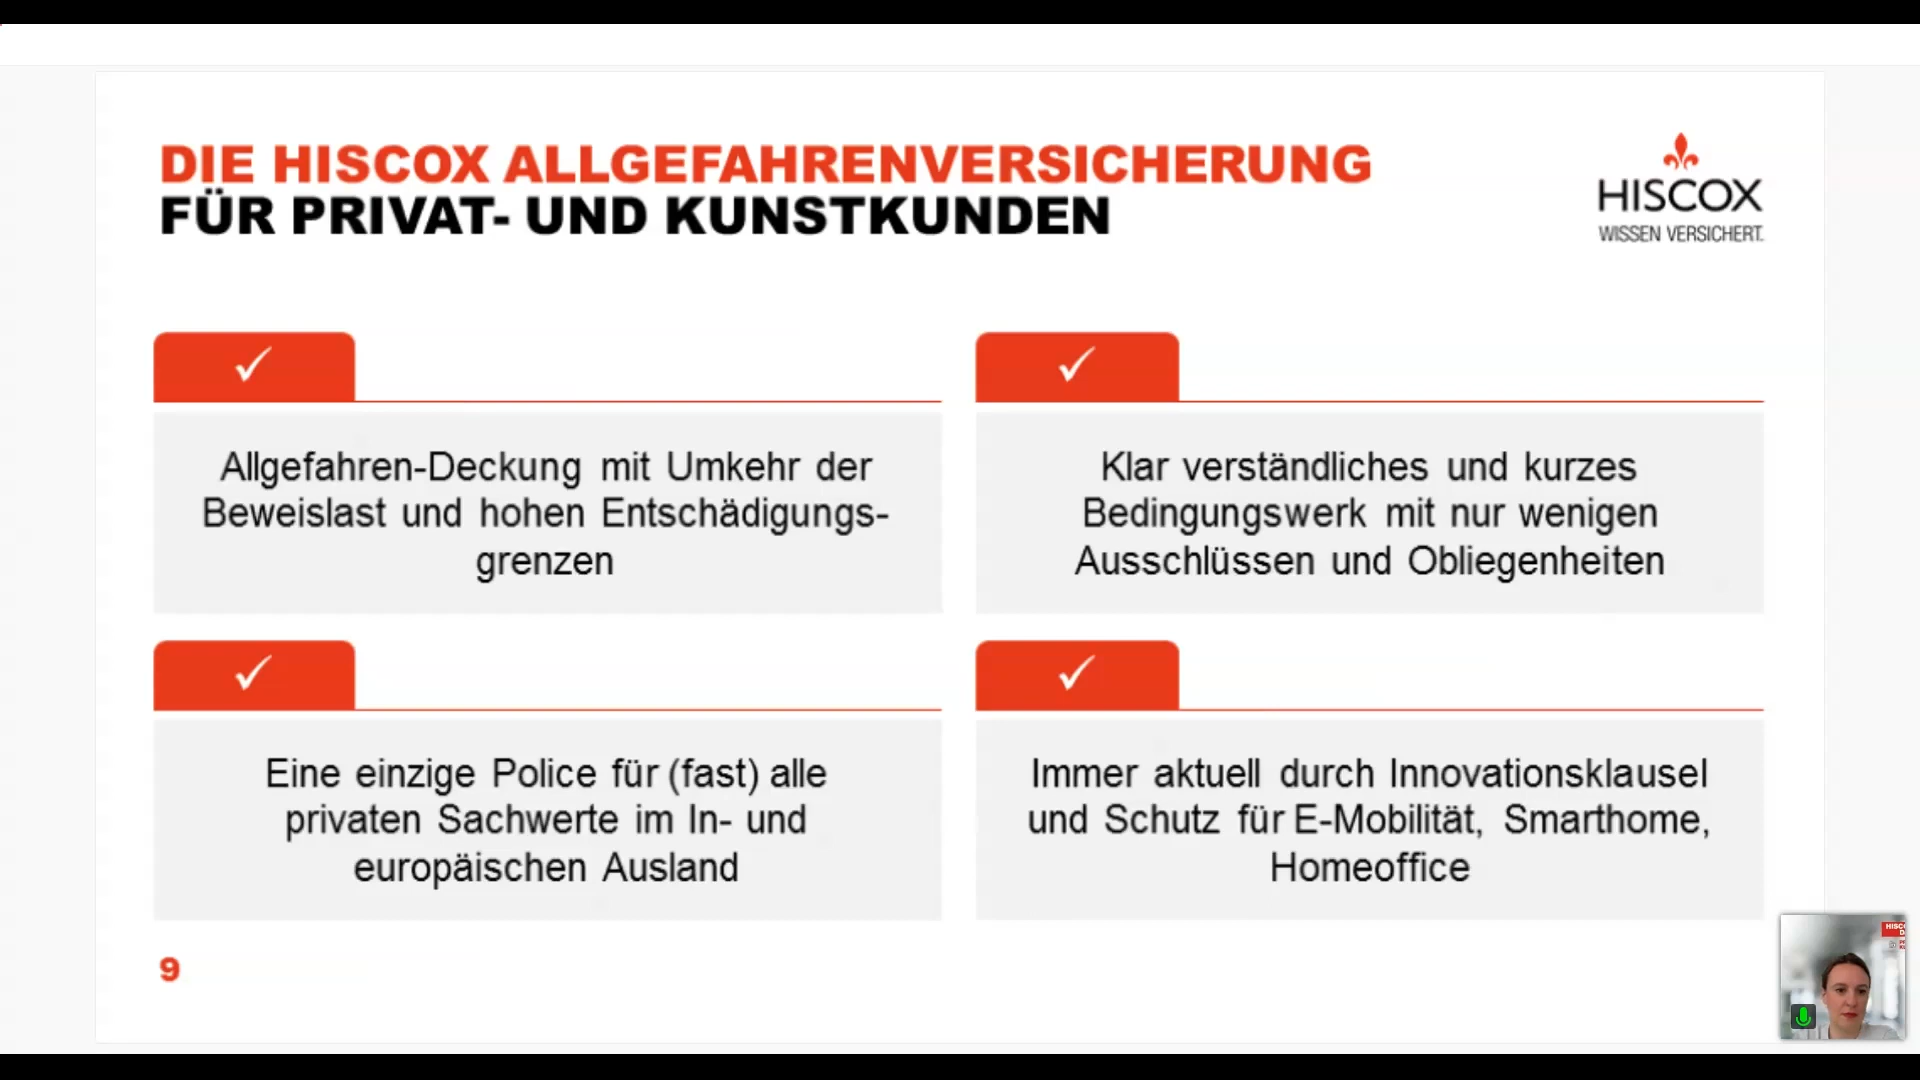 DIE HISCOX ALLGEFAHRENVERSICHERUNG
FÜR PRIVAT- UND KUNSTKUNDEN
HISCOX
WISSEN VERSICHERT.
Allgefahren-Deckung mit Umkehr der
Beweislast und hohen Entschädigungs-
grenzen
Klar verständliches und kurzes
Bedingungswerk mit nur wenigen
Ausschlüssen und Obliegenheiten
Eine einzige Police für (fast) alle
privaten Sachwerte im In- und
europäischen Ausland
Immer aktuell durch Innovationsklausel
und Schutz für E-Mobilität, Smarthome,
Homeoffice
9